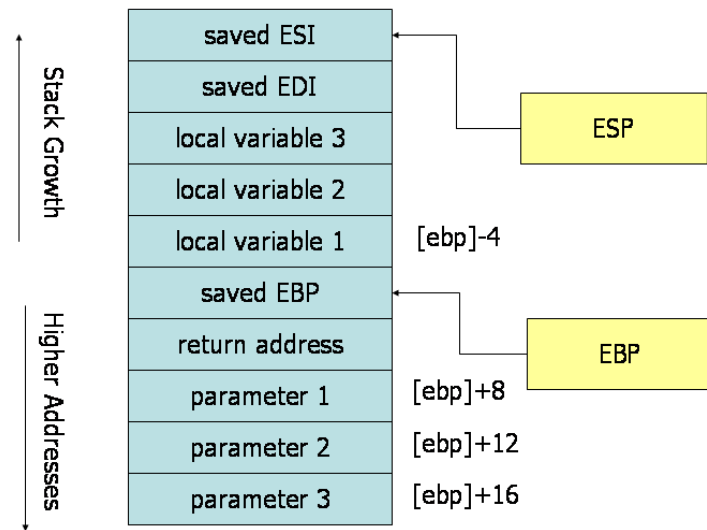 Stack Growth
Higher Addresses
saved ESI
saved EDI
local variable 3
local variable 2
local variable 1
[ebp]-4
saved EBP
return address
parameter 1
[ebp]+8
parameter 2
[ebp]+12
parameter 3
[ebp]+16
ESP
EBP